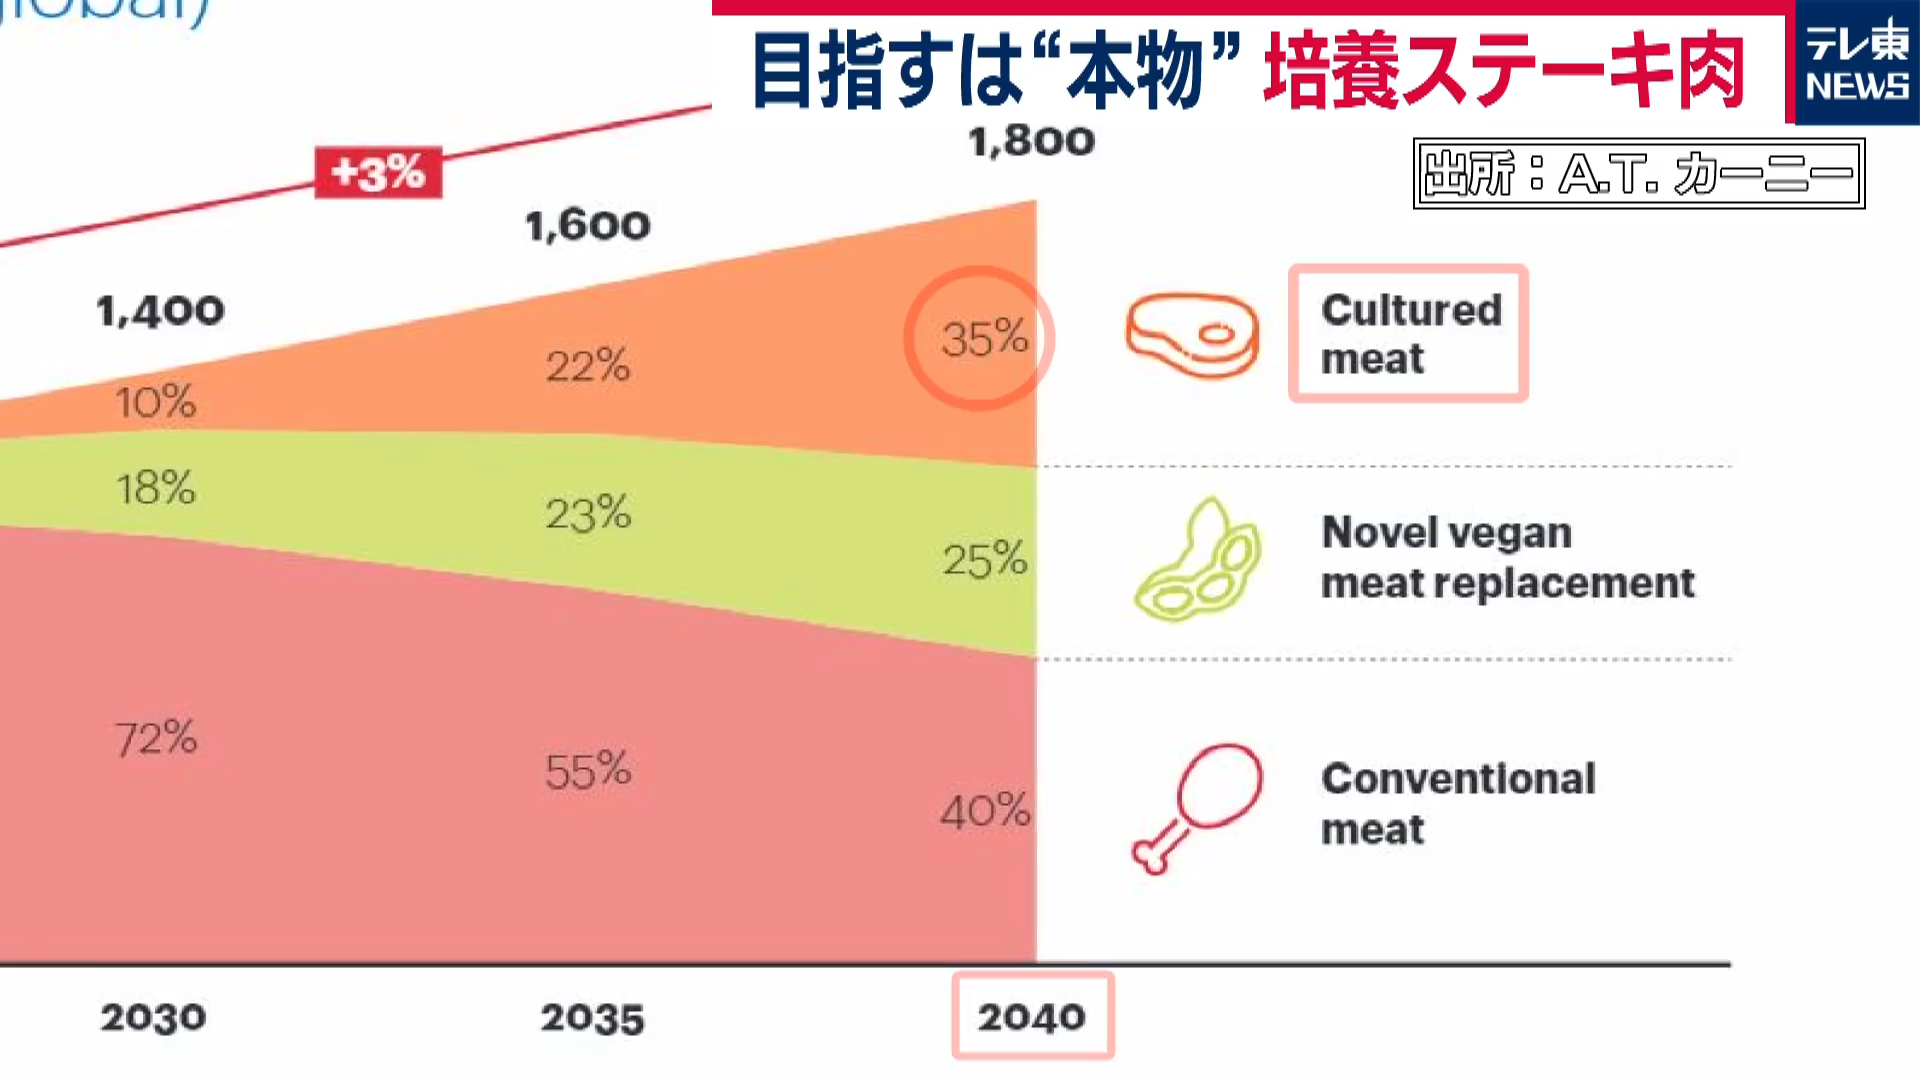 global)
目指すは“本物” 培養ステーキ肉
テレ東
NEWS
出所：A.T. カーニー
+3%
1,400
1,600
1,800
10%
22%
35%
Cultured
meat
18%
23%
25%
Novel vegan
meat replacement
72%
55%
40%
Conventional
meat
2030
2035
2040